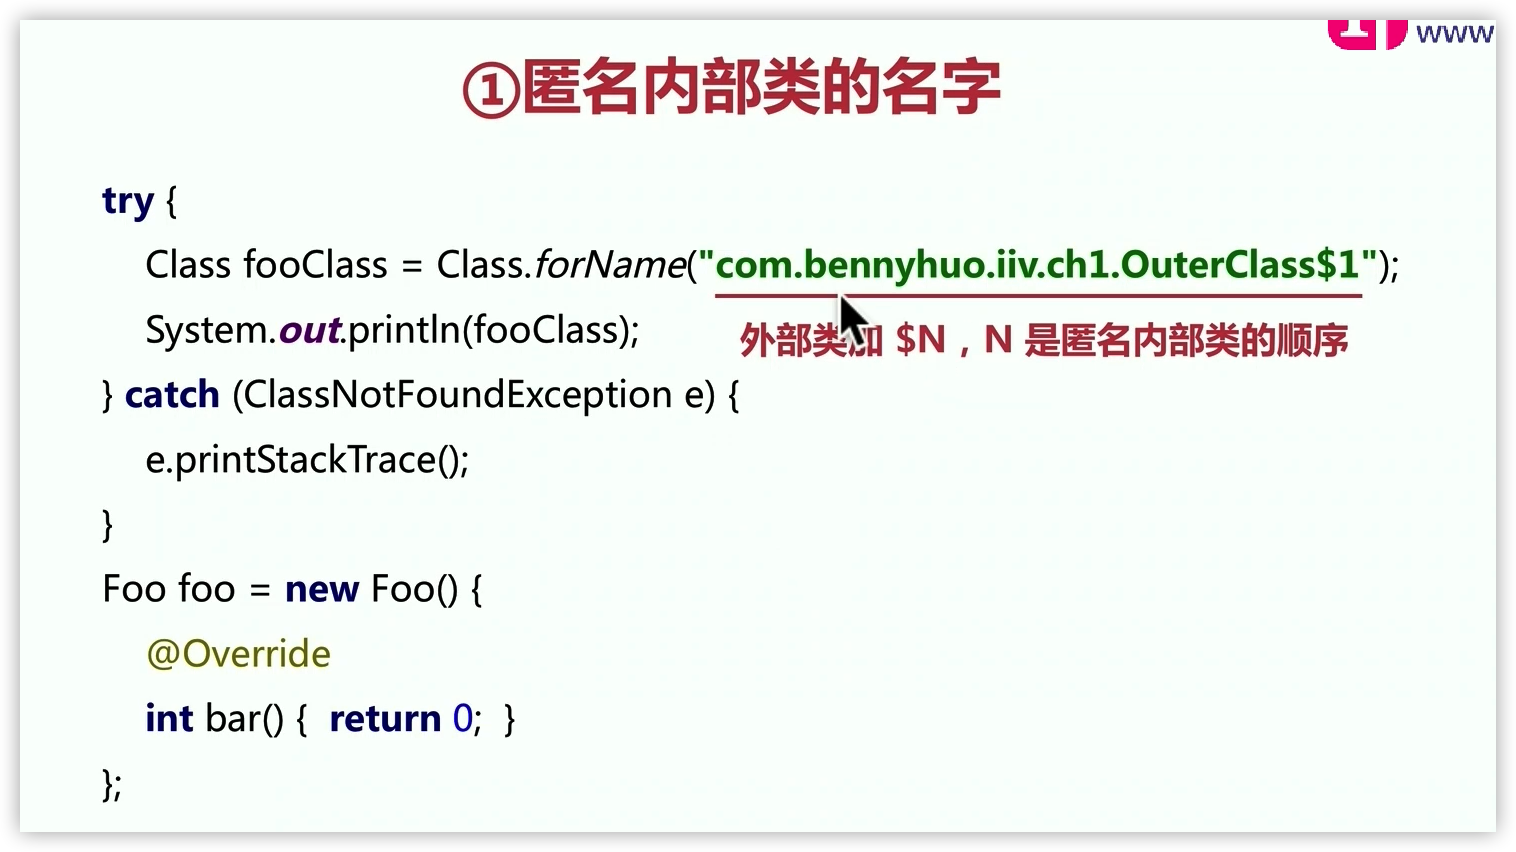 www
①匿名内部类的名字
try {
Class fooClass = Class.forName("com.bennyhuo.iiv.ch1.OuterClass$1");
System.out.println(fooClass);
外部类加 $N，N 是匿名内部类的顺序
} catch (ClassNotFoundException e) {
e.printStackTrace();
}
Foo foo = new Foo() {
@Override
int bar() { return 0; }
};